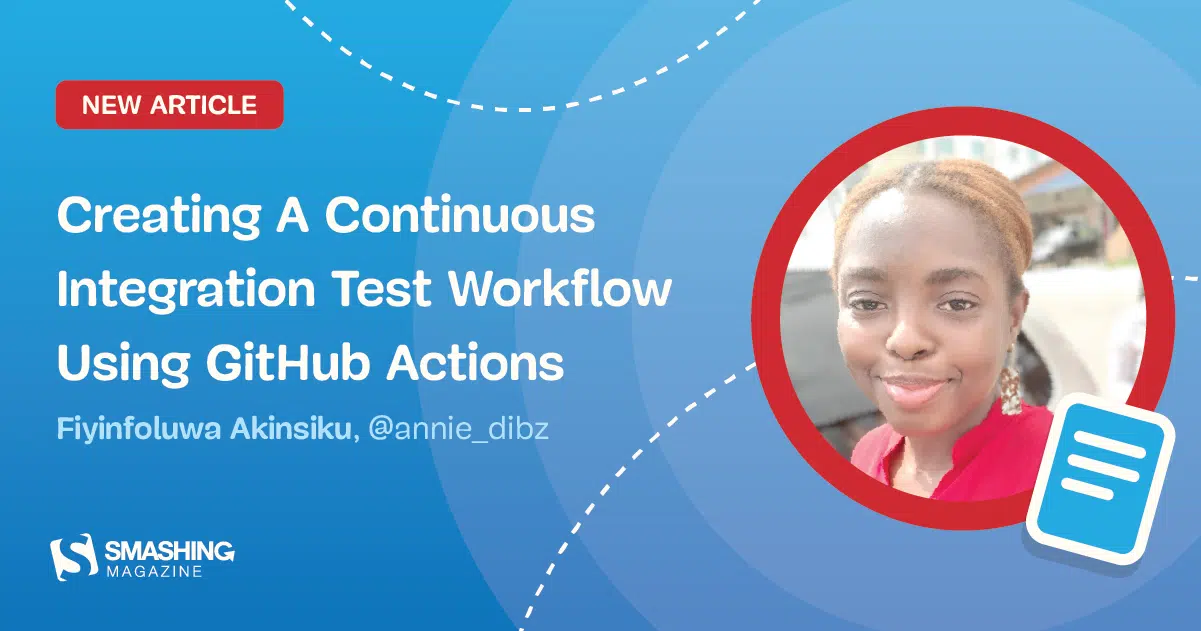 NEW ARTICLE
Creating A Continuous
Integration Test Workflow
Using GitHub Actions
Fiyinfoluwa Akinsiku, @annie_dibz
SMASHING
MAGAZINE